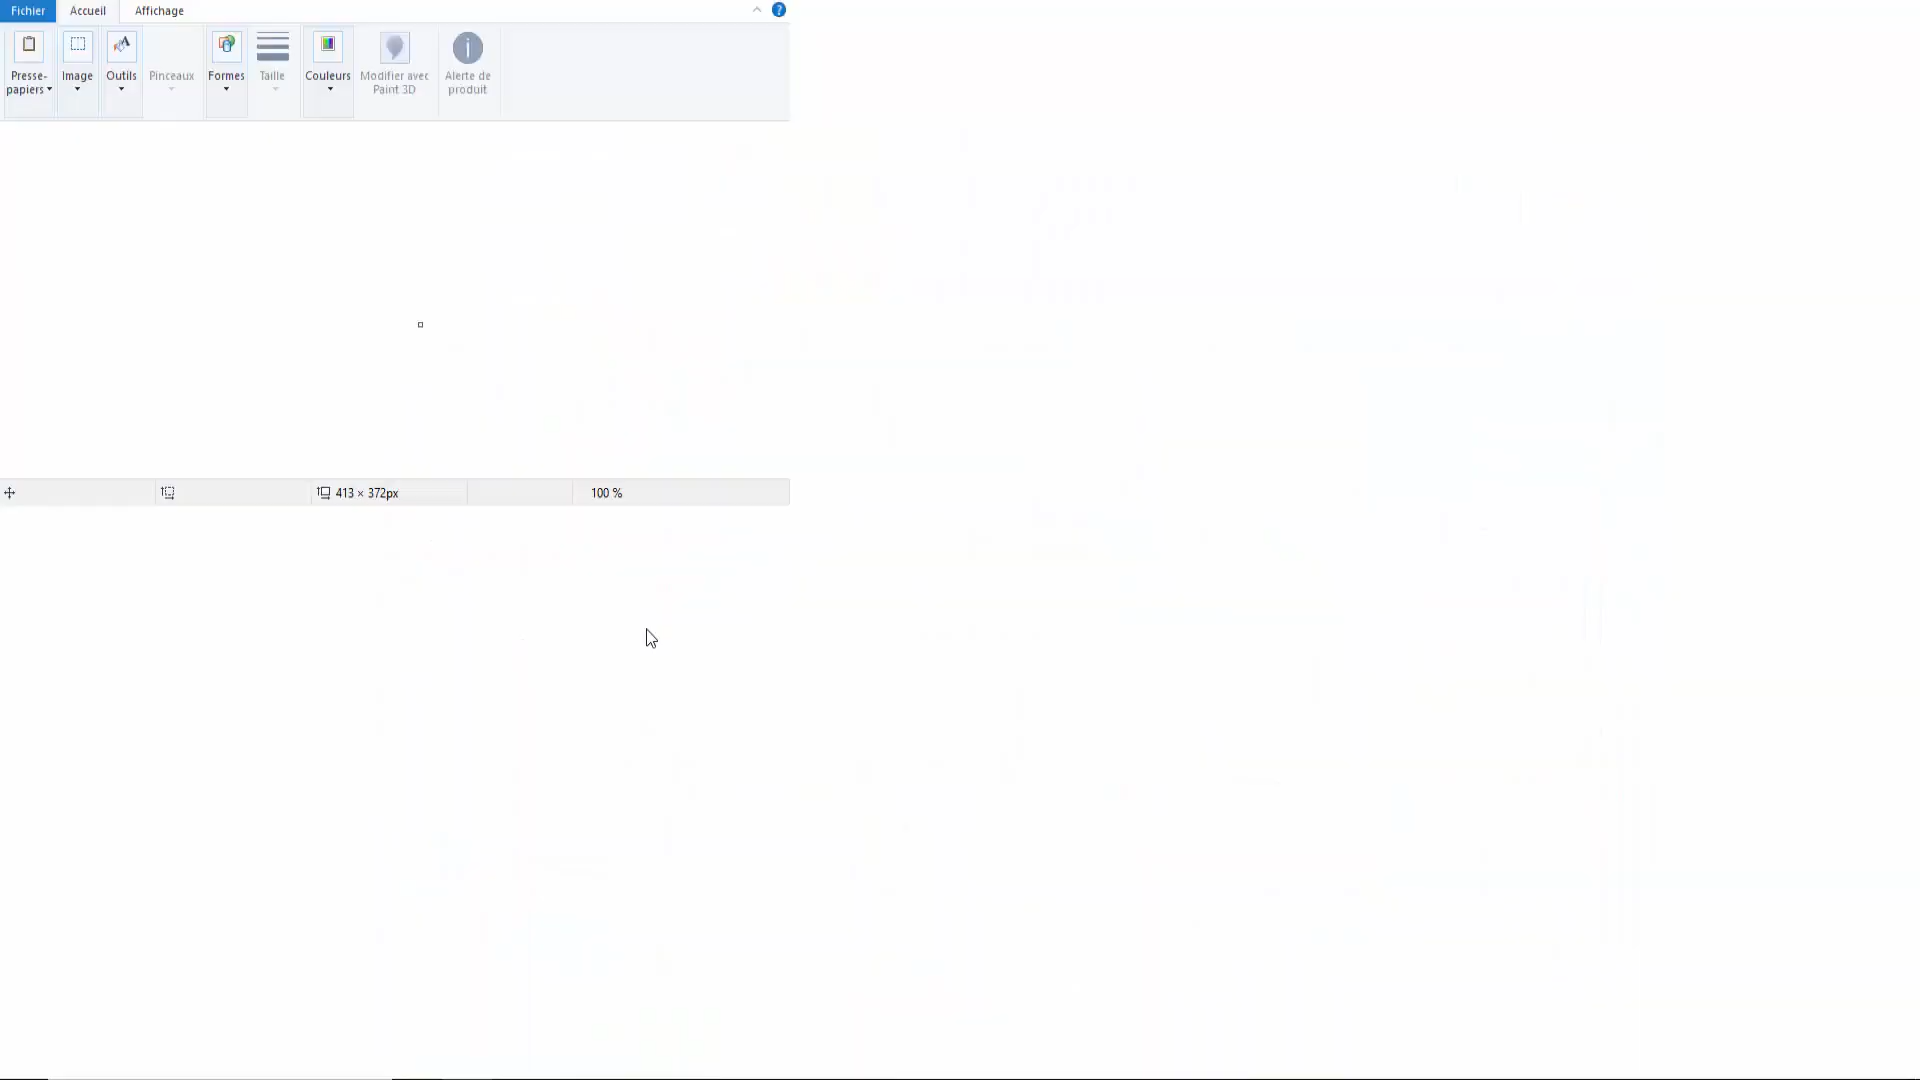 Fichier Accueil Affichage
Presse-
papiers
Image
Outils
Pinceaux
Formes
Taille
Couleurs
Modifier avec
Paint 3D
Alerte de
produit
413 × 372px
100 %